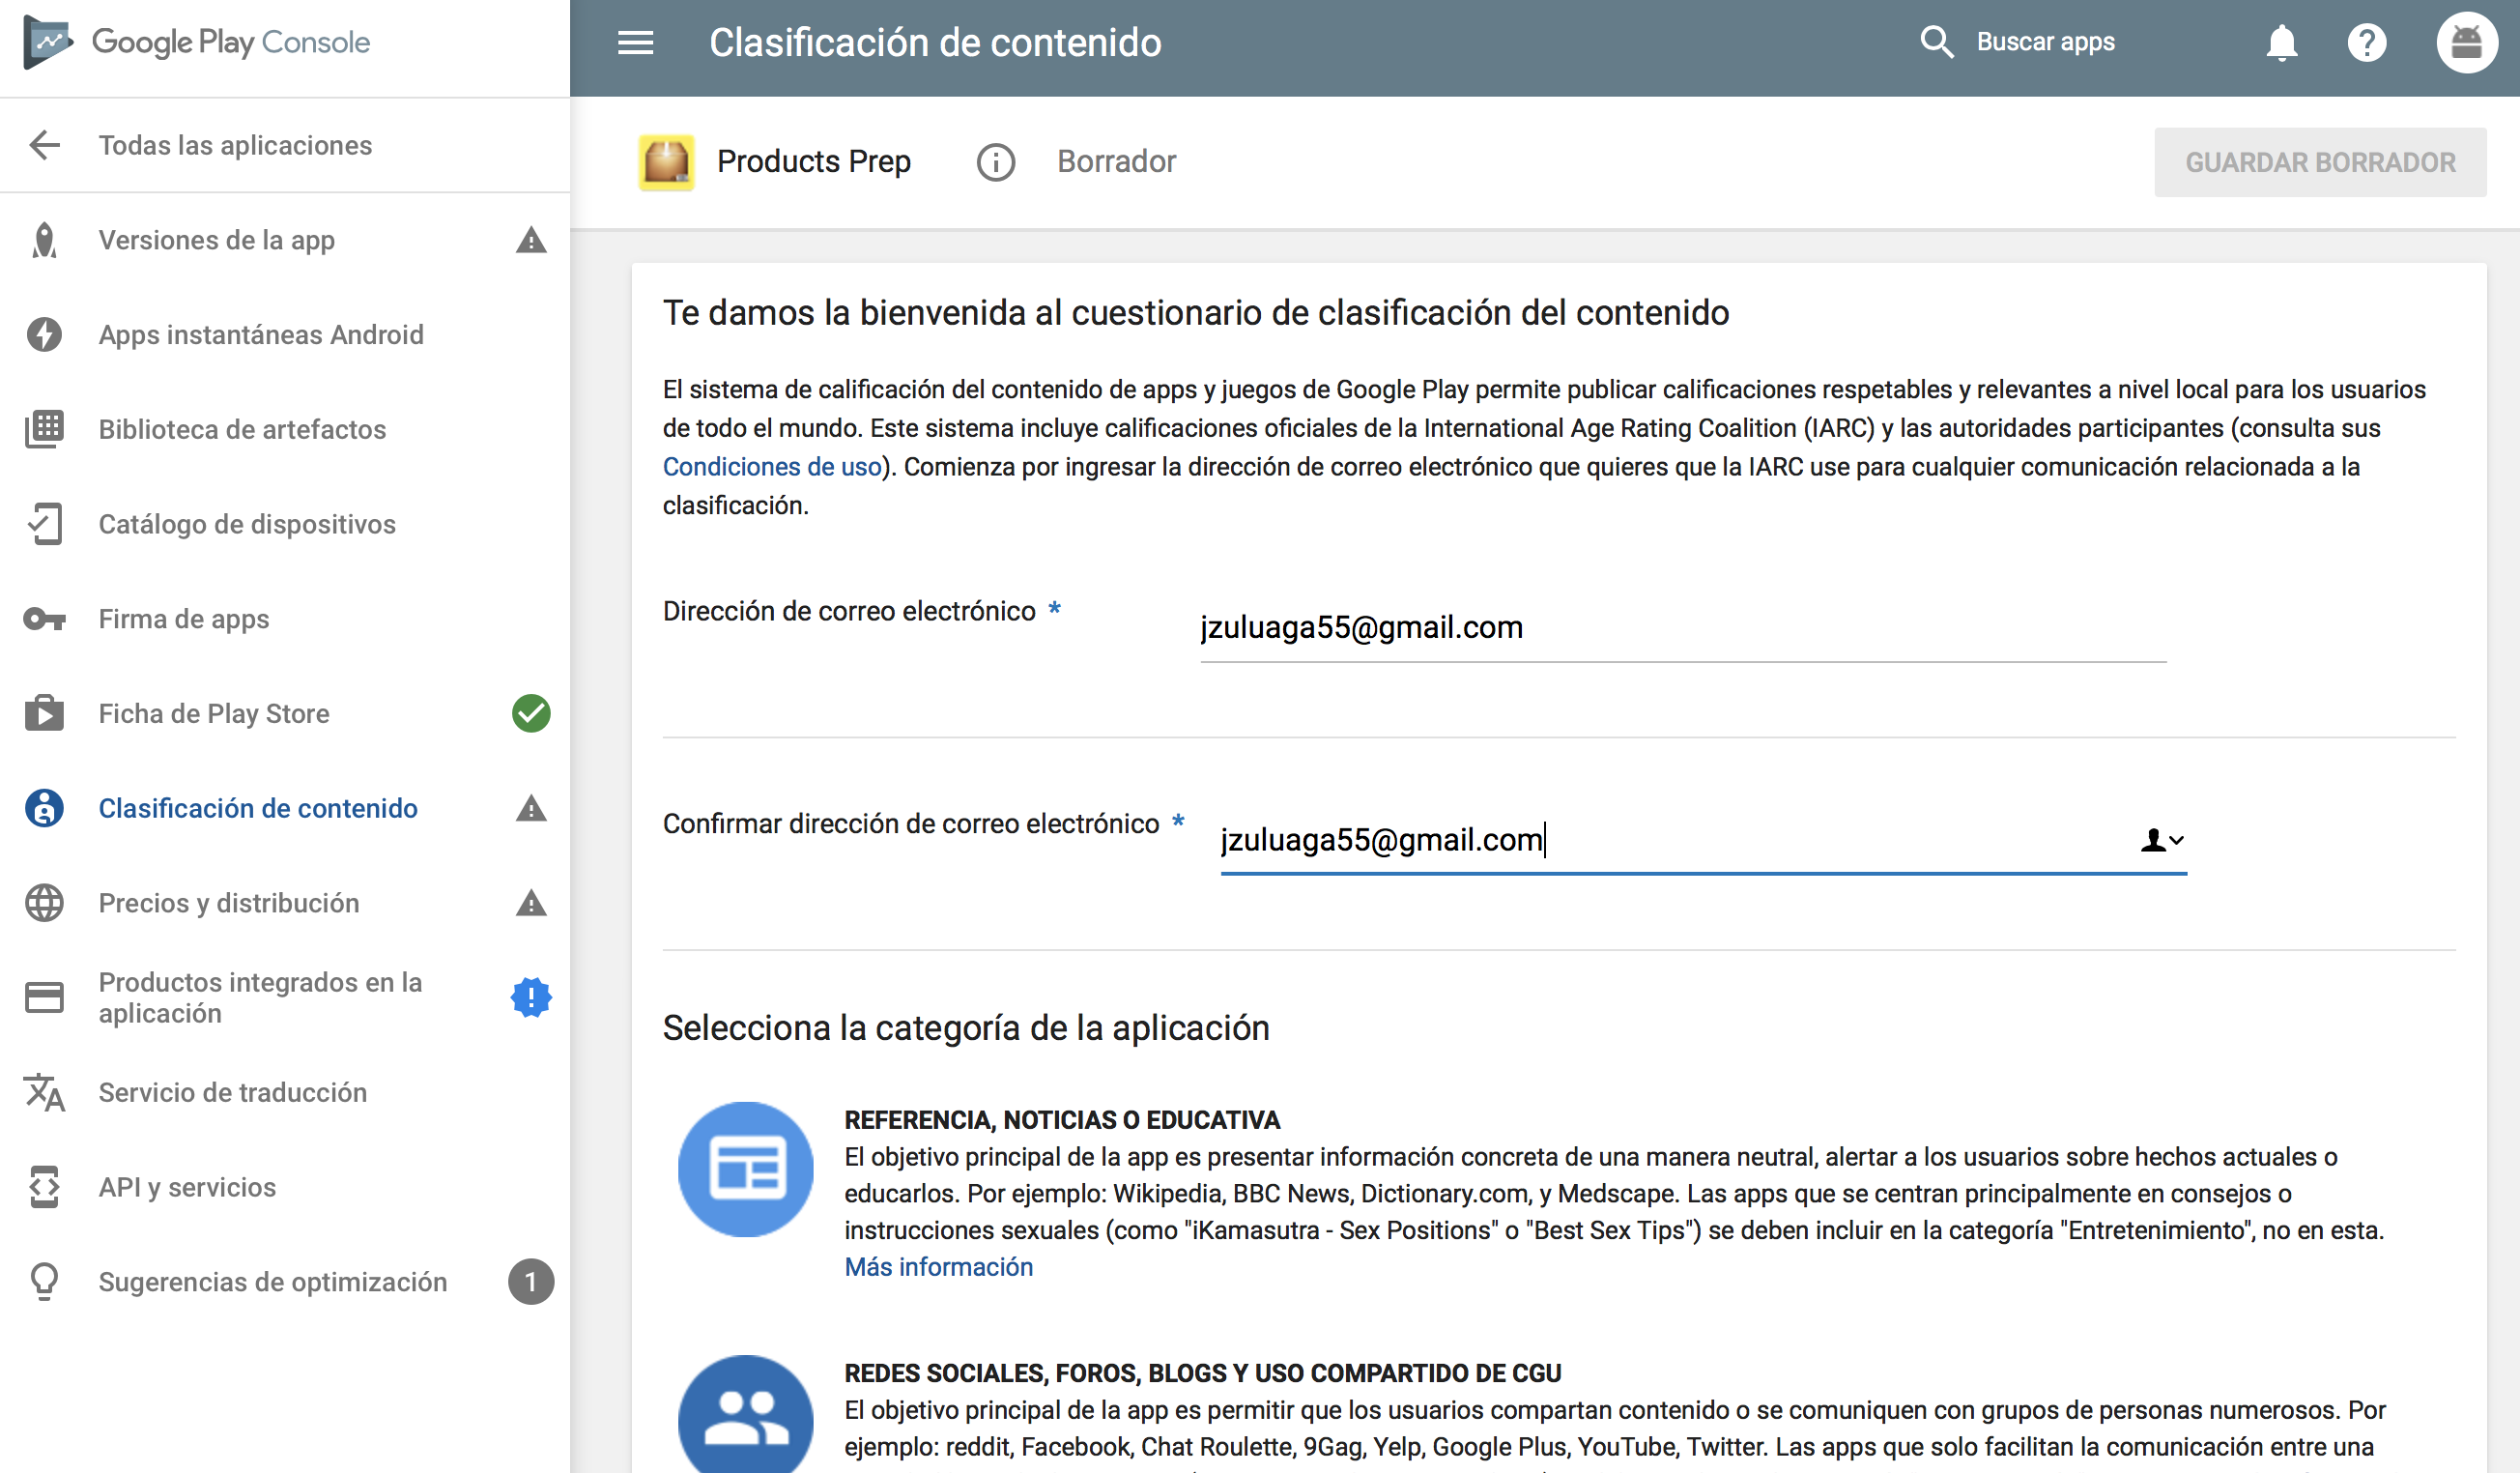 Google Play Console
Clasificación de contenido
Buscar apps
Todas las aplicaciones
Products Prep
Borrador
GUARDAR BORRADOR
Versiones de la app
Apps instantáneas Android
Biblioteca de artefactos
Catálogo de dispositivos
Firma de apps
Ficha de Play Store
Clasificación de contenido
Precios y distribución
Productos integrados en la
aplicación
Servicio de traducción
API y servicios
Sugerencias de optimización
1
Te damos la bienvenida al cuestionario de clasificación del contenido
El sistema de calificación del contenido de apps y juegos de Google Play permite publicar calificaciones respetables y relevantes a nivel local para los usuarios
de todo el mundo. Este sistema incluye calificaciones oficiales de la International Age Rating Coalition (IARC) y las autoridades participantes (consulta sus
Condiciones de uso). Comienza por ingresar la dirección de correo electrónico que quieres que la IARC use para cualquier comunicación relacionada a la
clasificación.
Dirección de correo electrónico *
jzuluaga55@gmail.com
Confirmar dirección de correo electrónico *
jzuluaga55@gmail.com
Selecciona la categoría de la aplicación
REFERENCIA, NOTICIAS O EDUCATIVA
El objetivo principal de la app es presentar información concreta de una manera neutral, alertar a los usuarios sobre hechos actuales o
educarlos. Por ejemplo: Wikipedia, BBC News, Dictionary.com, y Medscape. Las apps que se centran principalmente en consejos o
instrucciones sexuales (como "iKamasutra - Sex Positions" o "Best Sex Tips") se deben incluir en la categoría "Entretenimiento", no en esta.
Más información
REDES SOCIALES, FOROS, BLOGS Y USO COMPARTIDO DE CGU
El objetivo principal de la app es permitir que los usuarios compartan contenido o se comuniquen con grupos de personas numerosos. Por
ejemplo: reddit, Facebook, Chat Roulette, 9Gag, Yelp, Google Plus, YouTube, Twitter. Las apps que solo facilitan la comunicación entre una